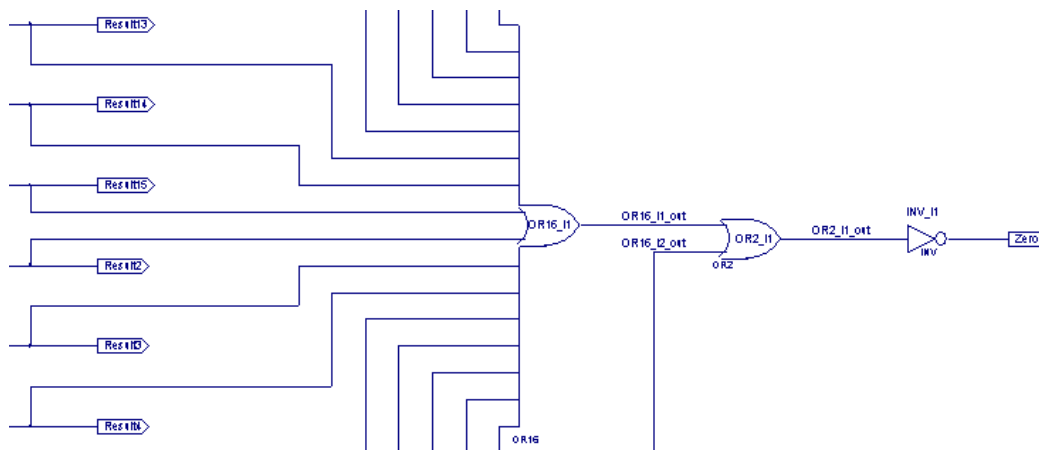 Result13
Result14
Result15
OR16_I1
OR16_I1_out
OR16_I2_out
OR2_I1
OR2
OR2_I1_out
INV_I1
INV
Zero
Result2
Result3
Result4
OR16